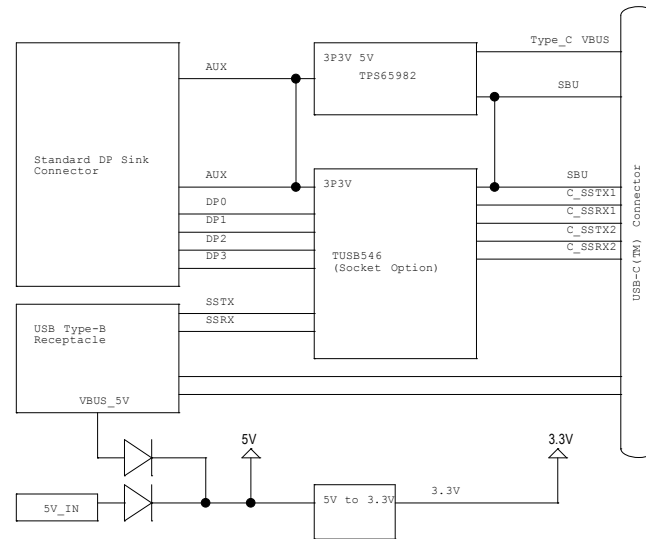 Type_C VBUS
3P3V 5V
TPS65982
AUX
SBU
Standard DP Sink
Connector
AUX
3P3V
SBU
DP0
C_SSTX1
DP1
C_SSRX1
DP2
C_SSTX2
DP3
C_SSRX2
TUSB546
(Socket Option)
USB-C(TM) Connector
SSTX
SSRX
USB Type-B
Receptacle
VBUS_5V
5V
3.3V
5V_IN
5V to 3.3V
3.3V